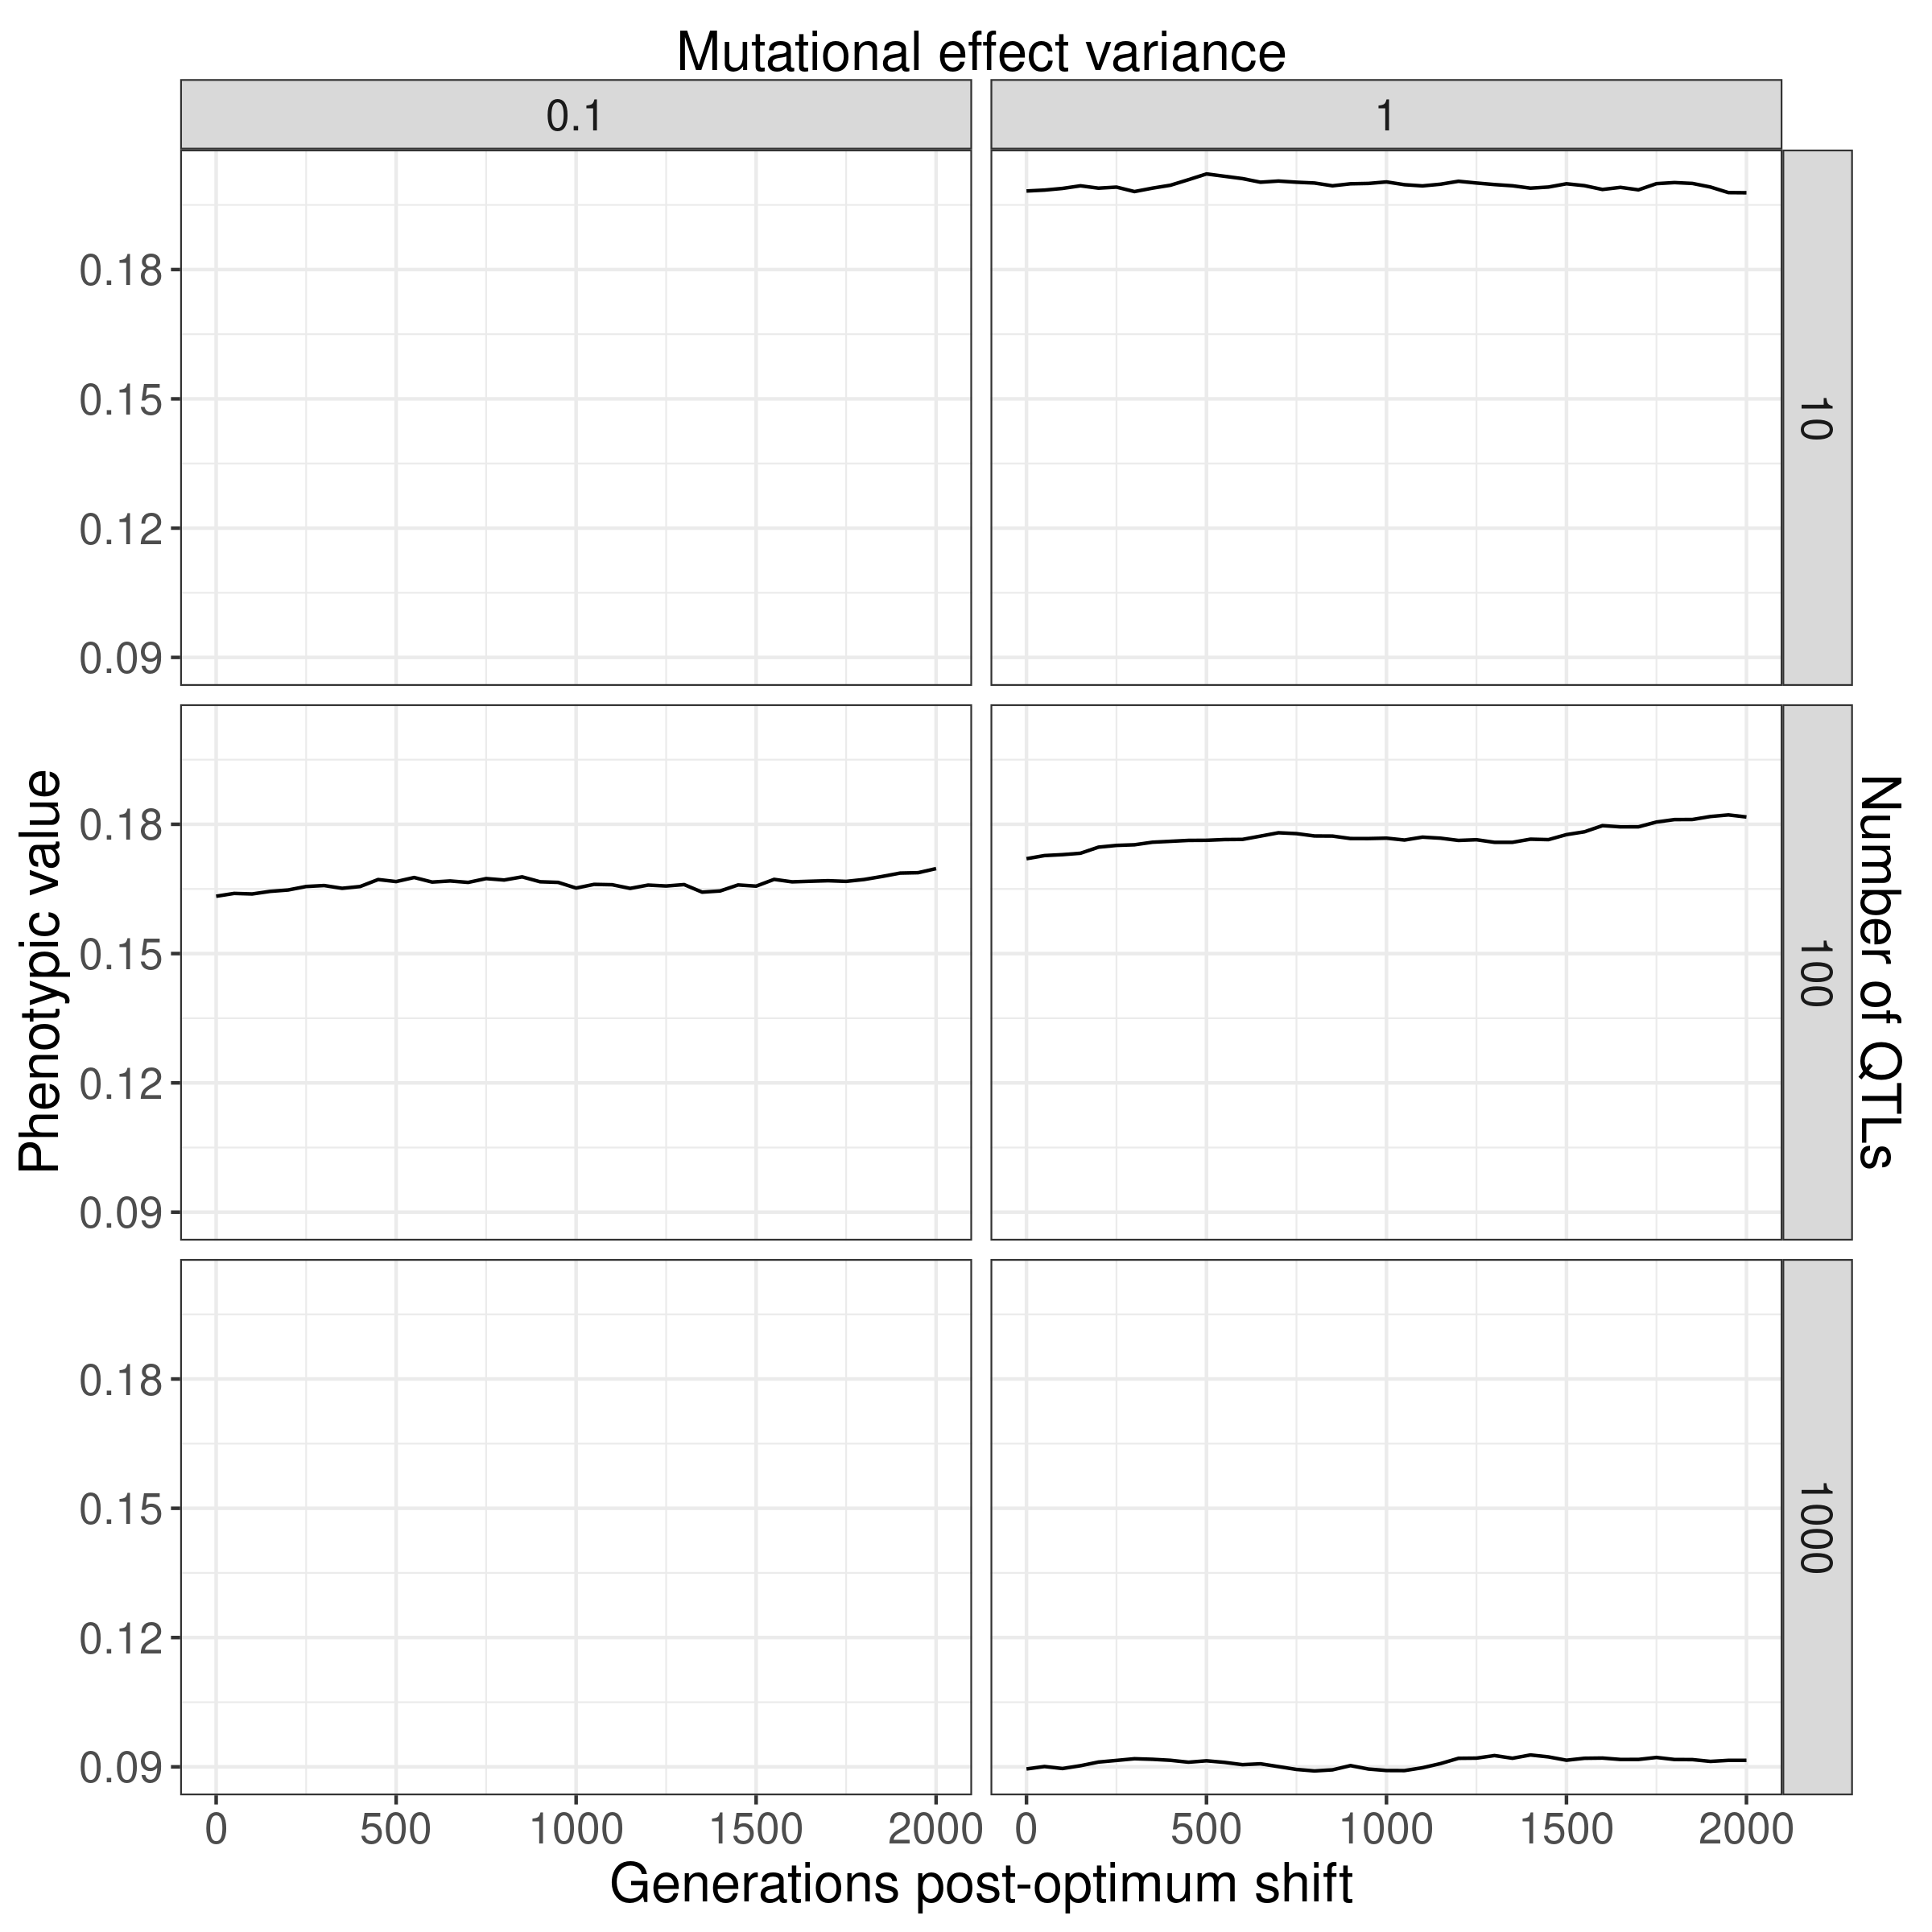 Mutational effect variance
0.1
1
0.18
0.15
0.12
0.09
10
Phenotypic value
0.18
0.15
0.12
0.09
100
Number of QTLs
0.18
0.15
0.12
0.09
1000
0 500 1000 1500 2000
0 500 1000 1500 2000
Generations post-optimum shift